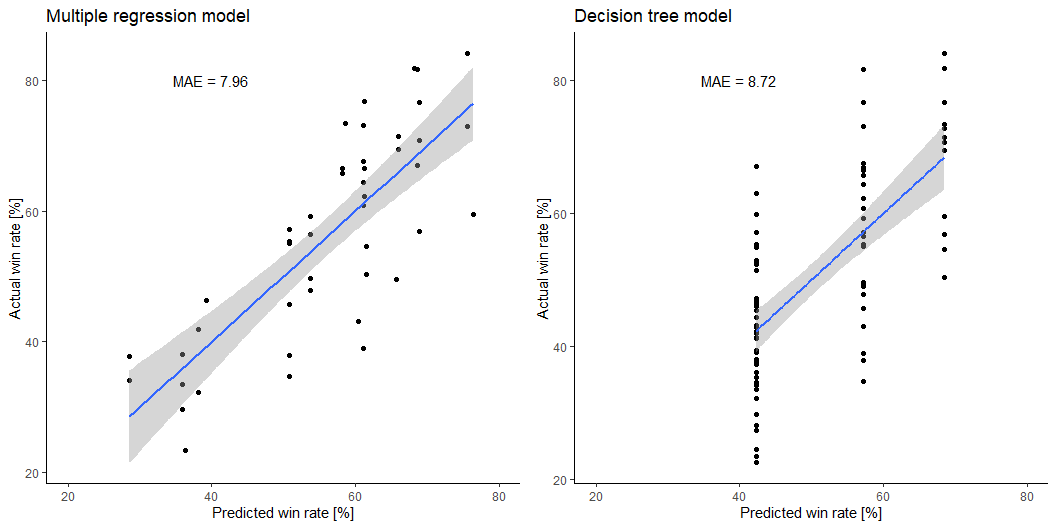 Multiple regression model
MAE = 7.96
80
60
40
20
Actual win rate [%]
20
40
60
80
Predicted win rate [%]
Decision tree model
MAE = 8.72
80
60
40
20
Actual win rate [%]
20
40
60
80
Predicted win rate [%]